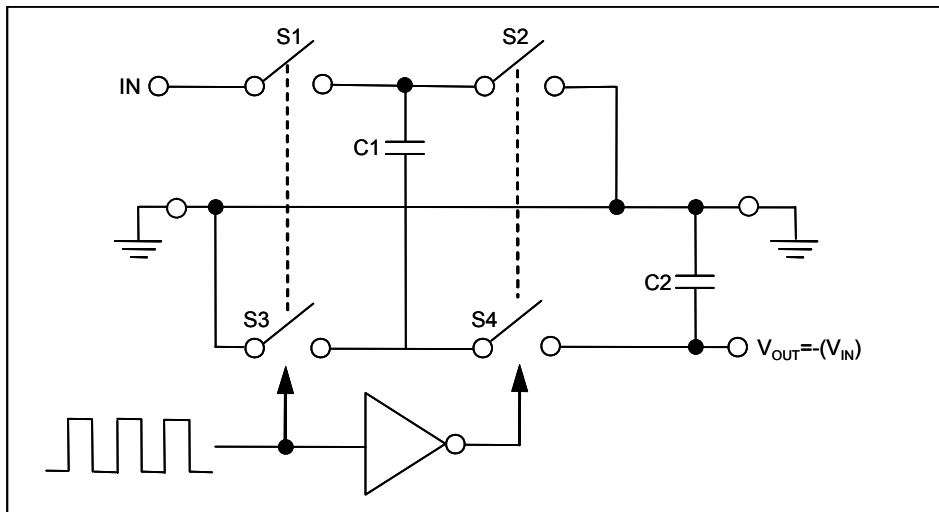 S1
S2
IN
C1
C2
S3
S4
VOUT=-(VIN)